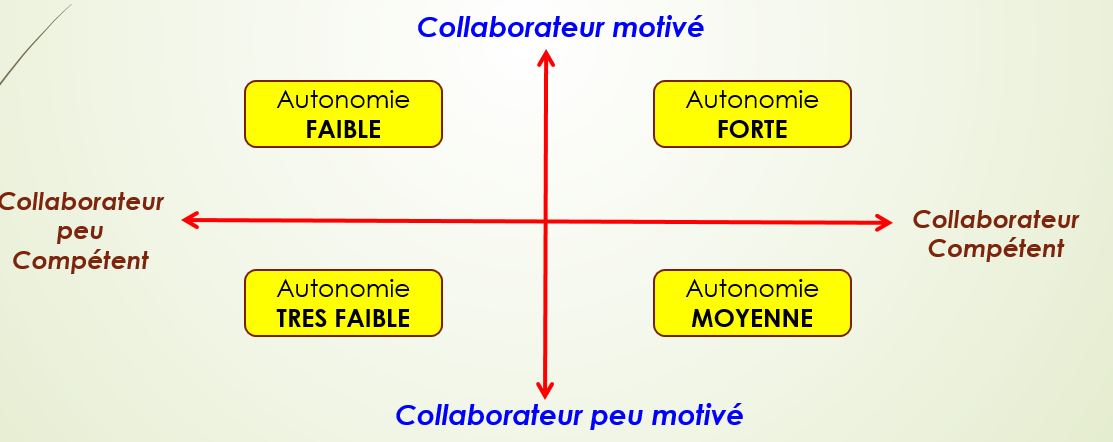 Collaborateur motivé
Autonomie
FAIBLE
Autonomie
FORTE
Collaborateur
peu
Compétent
Collaborateur
Compétent
Autonomie
TRES FAIBLE
Autonomie
MOYENNE
Collaborateur peu motivé